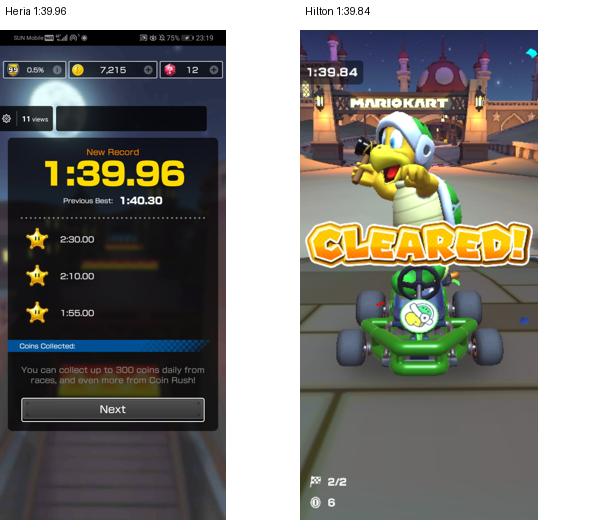 Heria 1:39.96
Hilton 1:39.84
SUN Mobile
75% 23:19
99 0.5%
7,215
12
11 views
New Record
1:39.96
Previous Best: 1:40.30
2:30.00
2:10.00
1:55.00
Coins Collected:
You can collect up to 300 coins daily from
races, and even more from Coin Rush!
Next
1:39.84
MARIOKART
CLEARED!
2/2
6